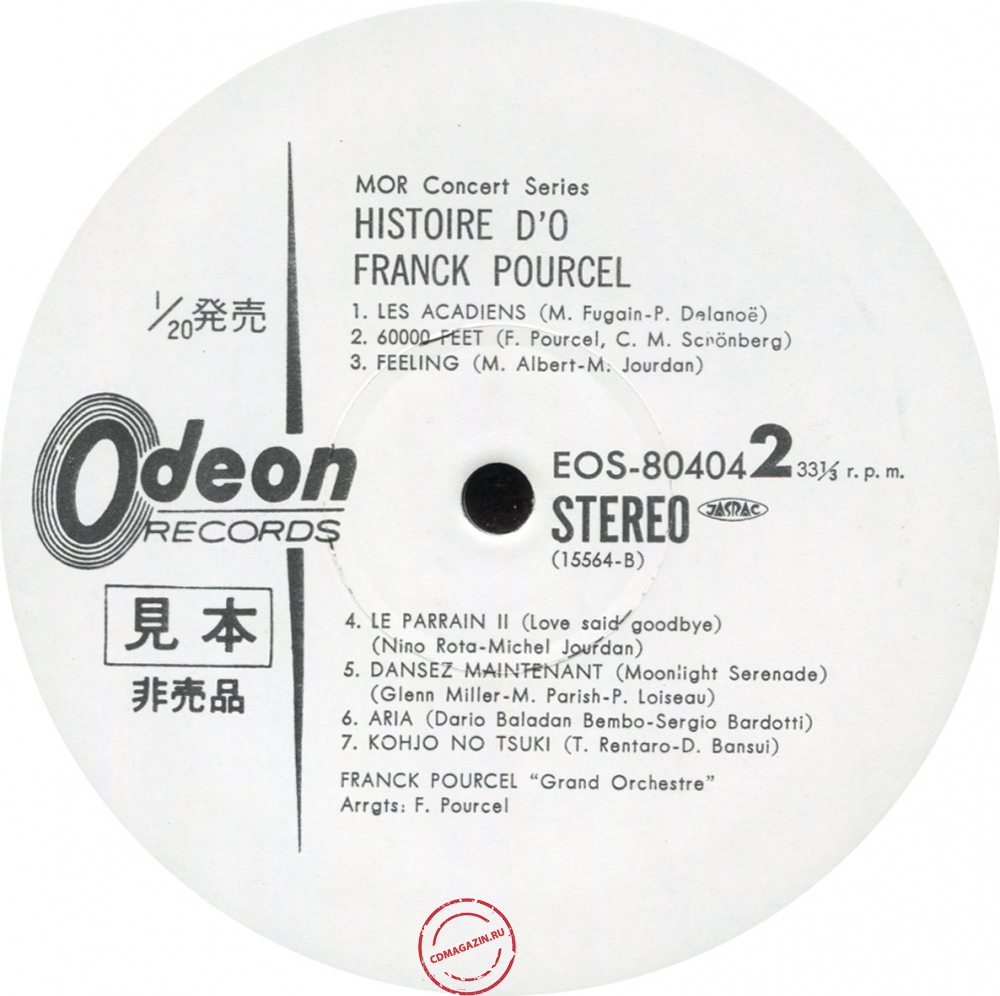 MOR Concert Series
HISTOIRE D'O
FRANCK POURCEL
1. LES ACADIENS (M. Fugain-P. Delanoë)
2. 60000 FEET (F. Pourcel, C. M. Schönberg)
3. FEELING (M. Albert-M. Jourdan)
1/20発売
Odeon
RECORDS
見本
非売品
EOS-80404 2 33⅓ r. p. m.
STEREO JASRAC
(15564-B)
4. LE PARRAIN II (Love said goodbye)
(Nino Rota-Michel Jourdan)
5. DANSEZ MAINTENANT (Moonlight Serenade)
(Glenn Miller-M. Parish-P. Loiseau)
6. ARIA (Dario Baladan Bembo-Sergio Bardotti)
7. KOHJO NO TSUKI (T. Rentaro-D. Bansui)
FRANCK POURCEL "Grand Orchestre"
Arrgts: F. Pourcel
CDMAGAZIN.RU